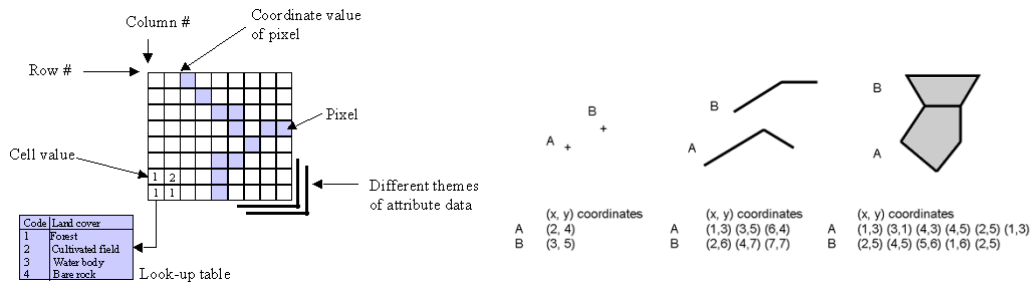 Column #
Coordinate value
of pixel
Row #
Pixel
Cell value
1 2
1 1
Different themes
of attribute data
Code Land cover
1 Forest
2 Cultivated field
3 Water body
4 Bare rock
Look-up table
B
A
(x, y) coordinates
A (2, 4)
B (3, 5)
B
A
(x, y) coordinates
A (1,3) (3,5) (6,4)
B (2,6) (4,7) (7,7)
B
A
(x, y) coordinates
A (1,3) (3,1) (4,3) (4,5) (2,5) (1,3)
B (2,5) (4,5) (5,6) (1,6) (2,5)